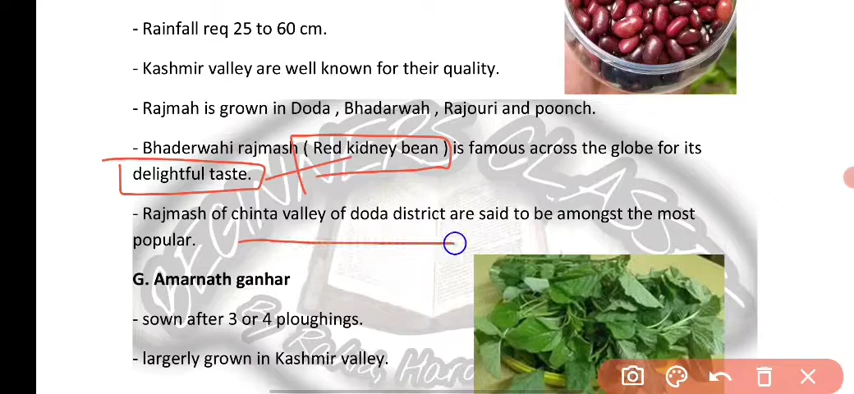 - Rainfall req 25 to 60 cm.
- Kashmir valley are well known for their quality.
- Rajmah is grown in Doda , Bhadarwah , Rajouri and poonch.
- Bhaderwahi rajmash ( Red kidney bean ) is famous across the globe for its
delightful taste.
- Rajmash of chinta valley of doda district are said to be amongst the most
popular.
G. Amarnath ganhar
- sown after 3 or 4 ploughings.
- largerly grown in Kashmir valley.
BEGINNERS CLASSES